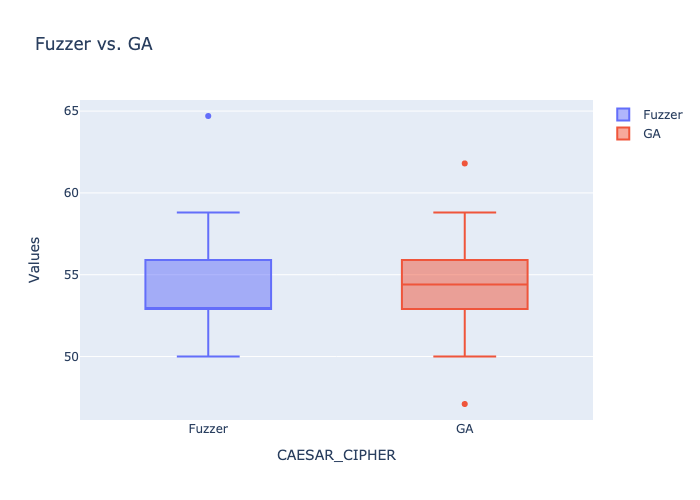 Fuzzer vs. GA
Values
65
60
55
50
Fuzzer
GA
CAESAR_CIPHER
Fuzzer
GA